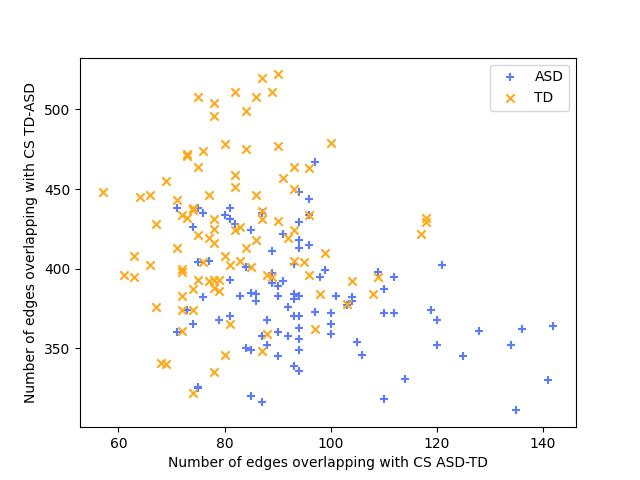 ASD
TD
Number of edges overlapping with CS TD-ASD
500
450
400
350
60
80
100
120
140
Number of edges overlapping with CS ASD-TD